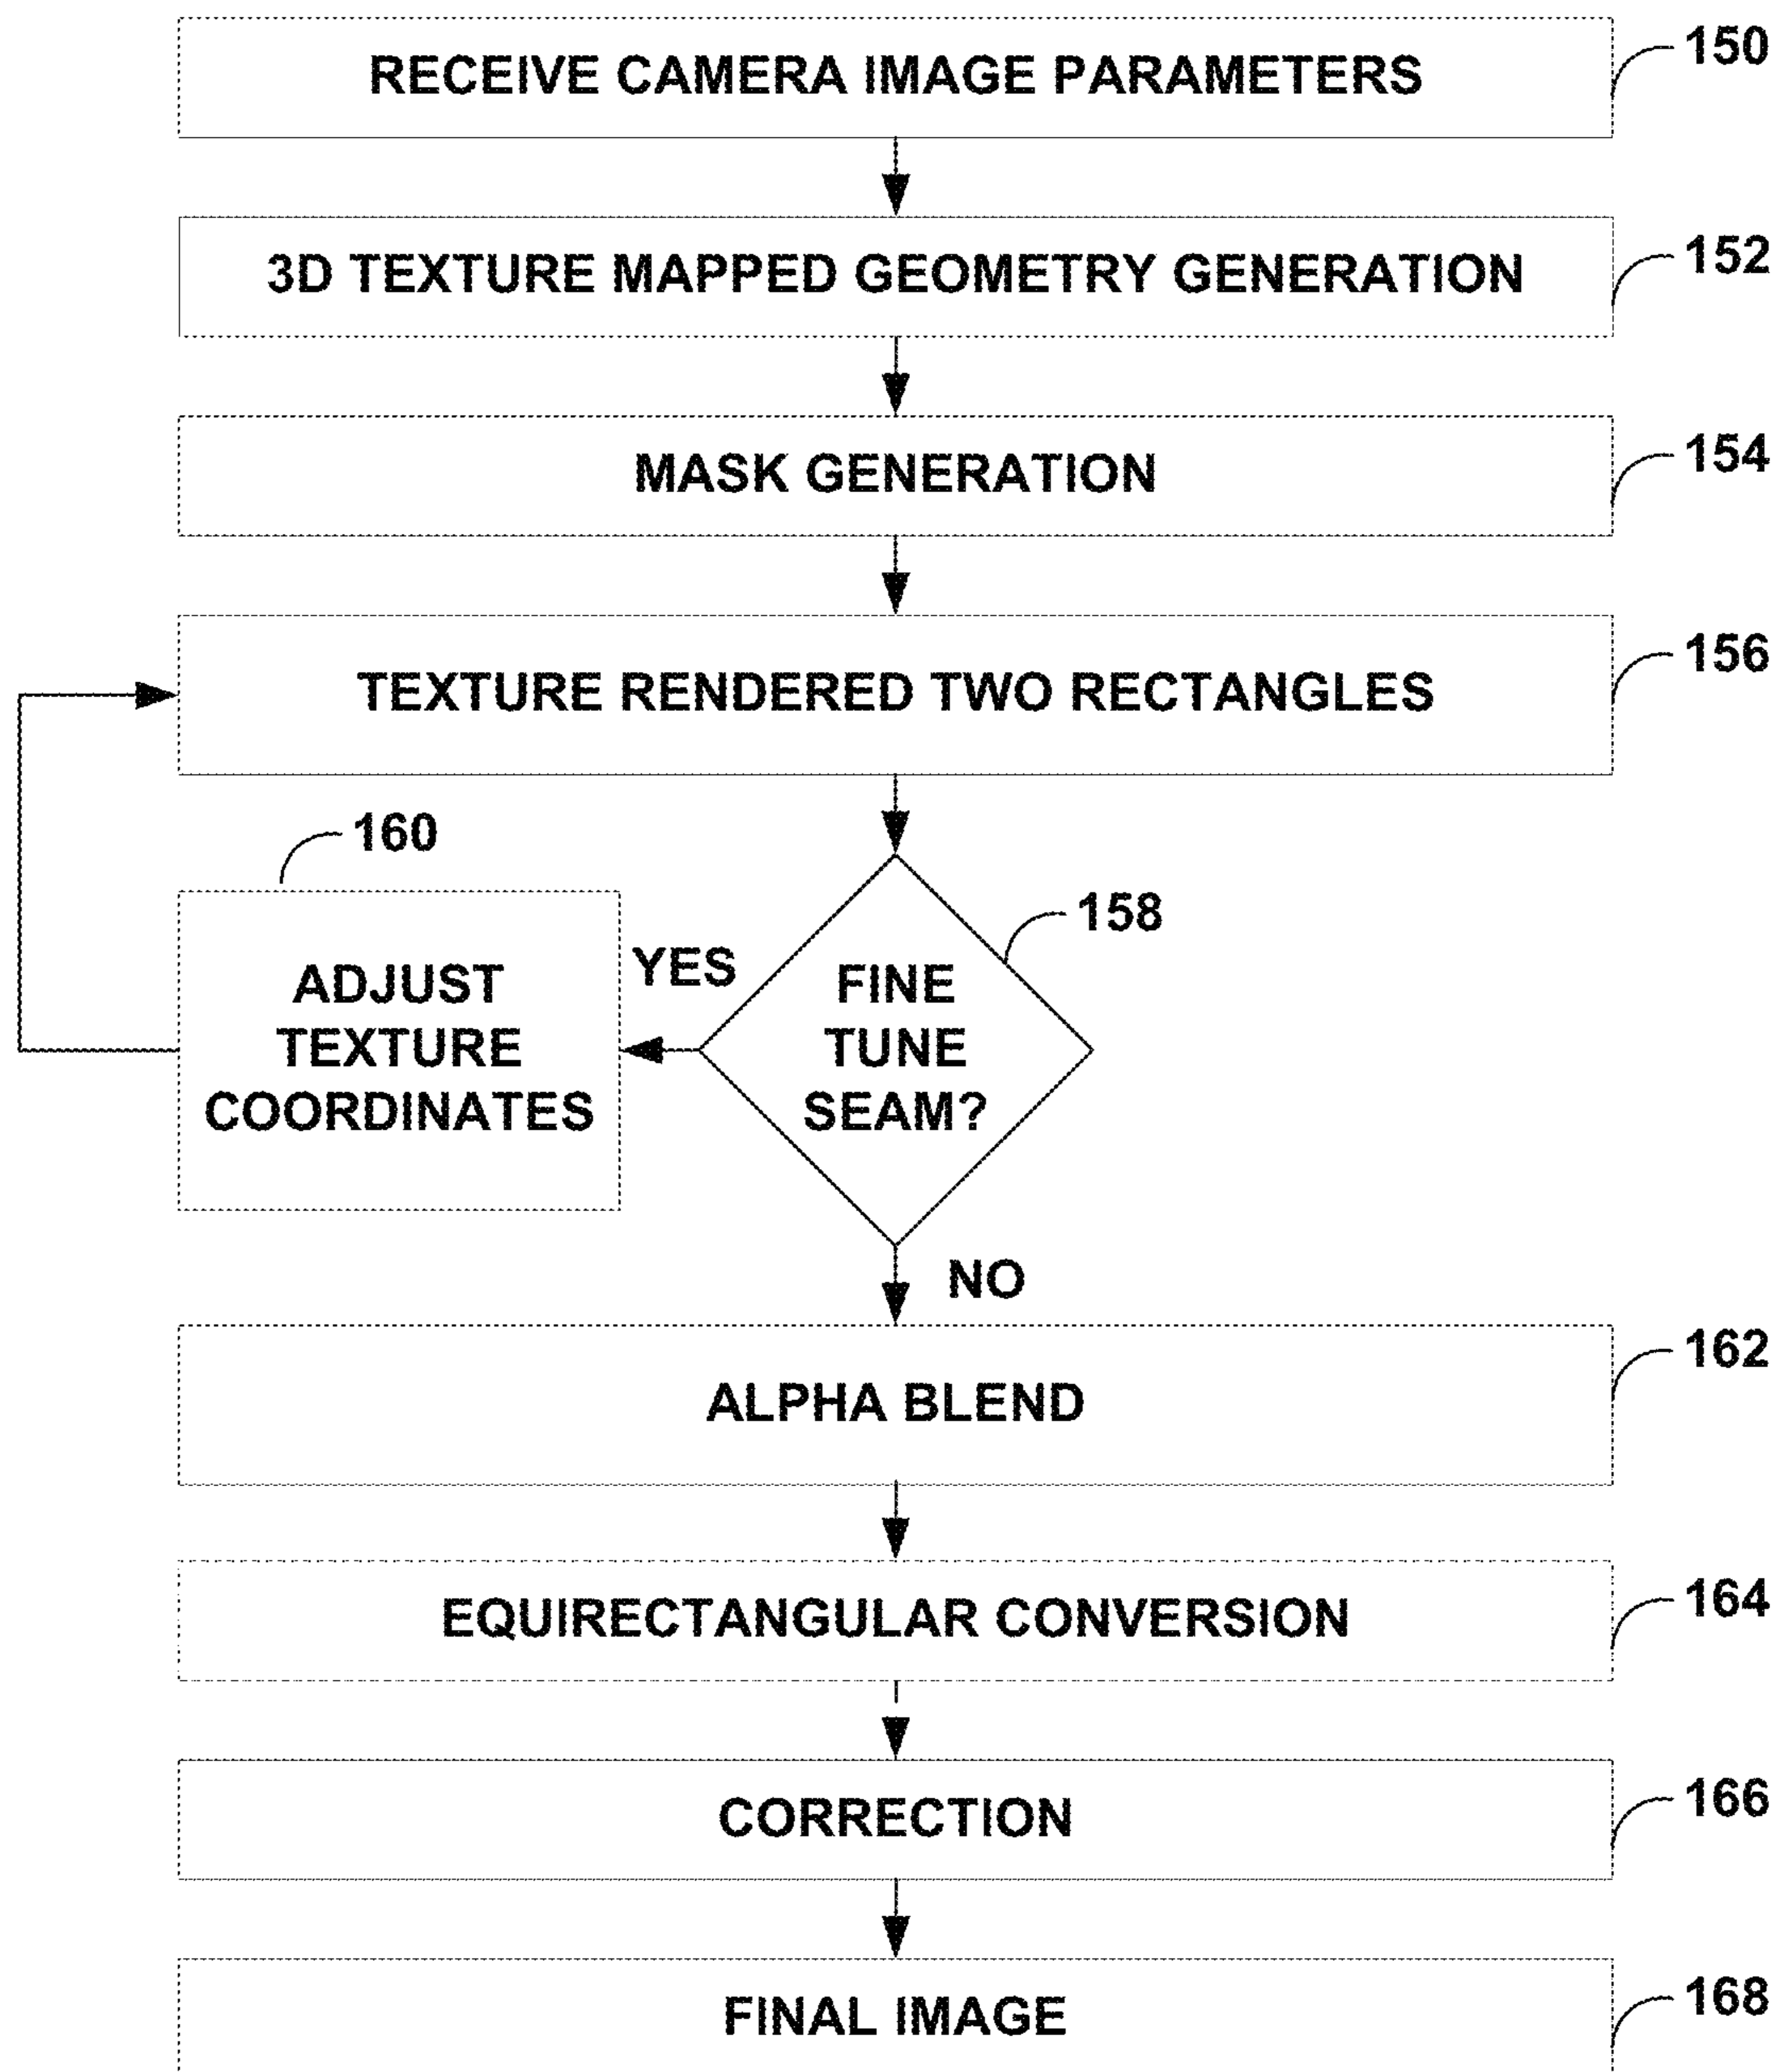 RECEIVE CAMERA IMAGE PARAMETERS
150
3D TEXTURE MAPPED GEOMETRY GENERATION
152
MASK GENERATION
154
TEXTURE RENDERED TWO RECTANGLES
156
160
ADJUST
TEXTURE
COORDINATES
YES
158
FINE
TUNE
SEAM?
NO
ALPHA BLEND
162
EQUIRECTANGULAR CONVERSION
164
CORRECTION
166
FINAL IMAGE
168